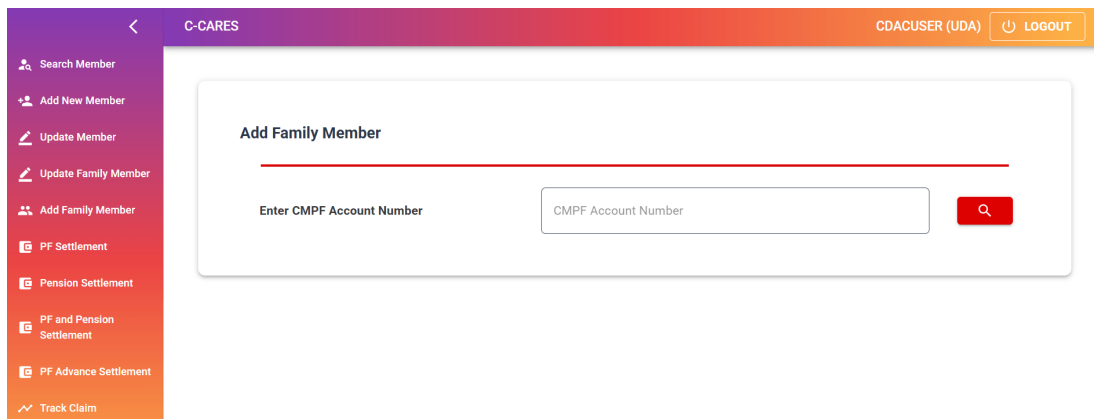 C-CARES
CDACUSER (UDA)
LOGOUT
Search Member
Add New Member
Update Member
Update Family Member
Add Family Member
PF Settlement
Pension Settlement
PF and Pension
Settlement
PF Advance Settlement
Track Claim
Add Family Member
Enter CMPF Account Number
CMPF Account Number